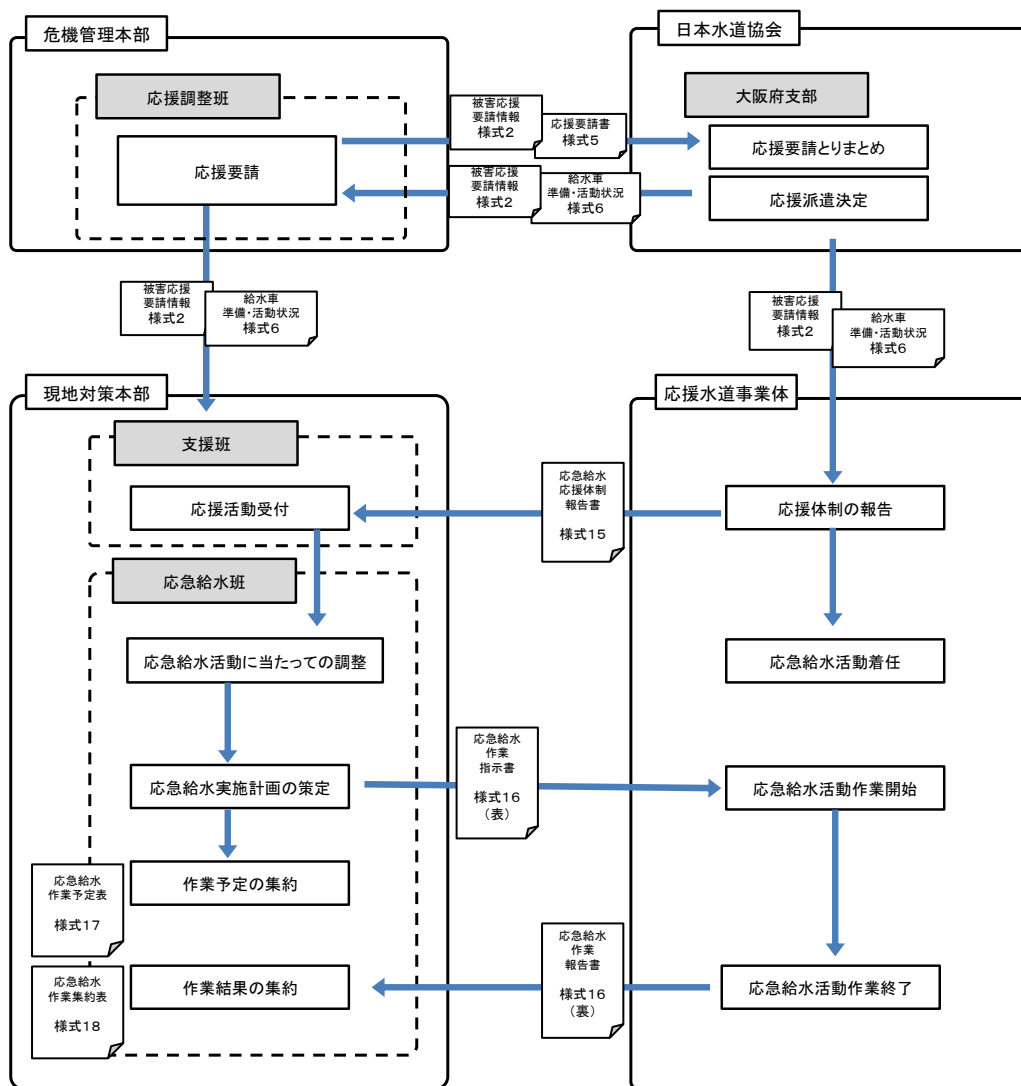 危機管理本部
日本水道協会
応援調整班
大阪府支部
被害応援
要請情報
様式2
応援要請書
様式5
応援要請
応援要請とりまとめ
被害応援
要請情報
様式2
給水車
準備・活動状況
様式6
応援派遣決定
被害応援
要請情報
様式2
給水車
準備・活動状況
様式6
被害応援
要請情報
様式2
給水車
準備・活動状況
様式6
現地対策本部
応援水道事業体
支援班
応急給水
応援体制
報告書
様式15
応援活動受付
応援体制の報告
応急給水班
応急給水活動に当たっての調整
応急給水活動着任
応急給水
作業
指示書
様式16
(表)
応急給水実施計画の策定
応急給水活動作業開始
応急給水
作業予定表
様式17
作業予定の集約
応急給水
作業
報告書
様式16
(裏)
応急給水
作業集約表
様式18
作業結果の集約
応急給水活動作業終了